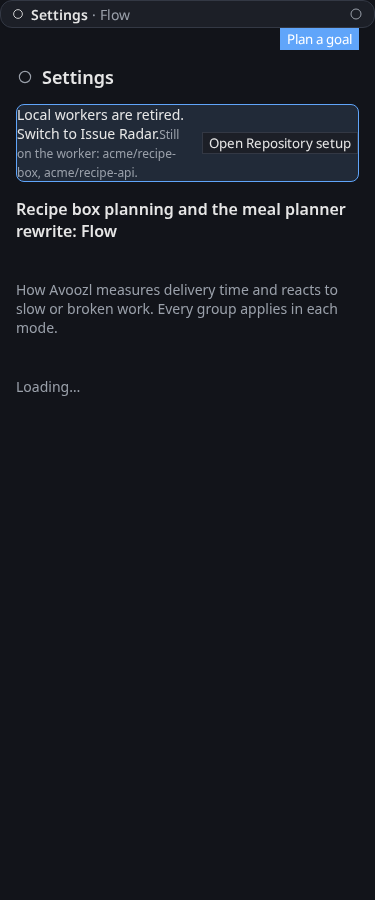 Settings · Flow
Plan a goal
Settings
Local workers are retired.
Switch to Issue Radar.Still
on the worker: acme/recipe-
box, acme/recipe-api.
Open Repository setup
Recipe box planning and the meal planner
rewrite: Flow
How Avoozl measures delivery time and reacts to
slow or broken work. Every group applies in each
mode.
Loading...